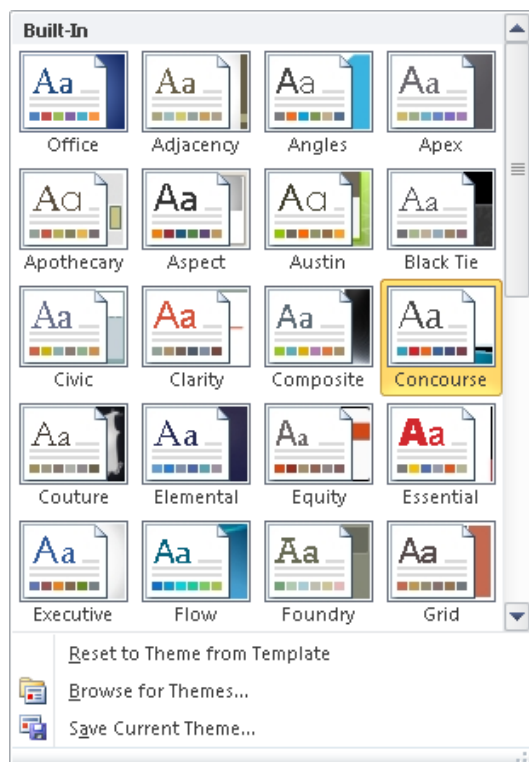 Built-In
Aa Aa Aa Aa
Office Adjacency Angles Apex
Aa Aa Aa Aa
Apothecary Aspect Austin Black Tie
Aa Aa Aa Aa
Civic Clarity Composite Concourse
Aa Aa Aa Aa
Couture Elemental Equity Essential
Aa Aa Aa Aa
Executive Flow Foundry Grid
Reset to Theme from Template
Browse for Themes...
Save Current Theme...